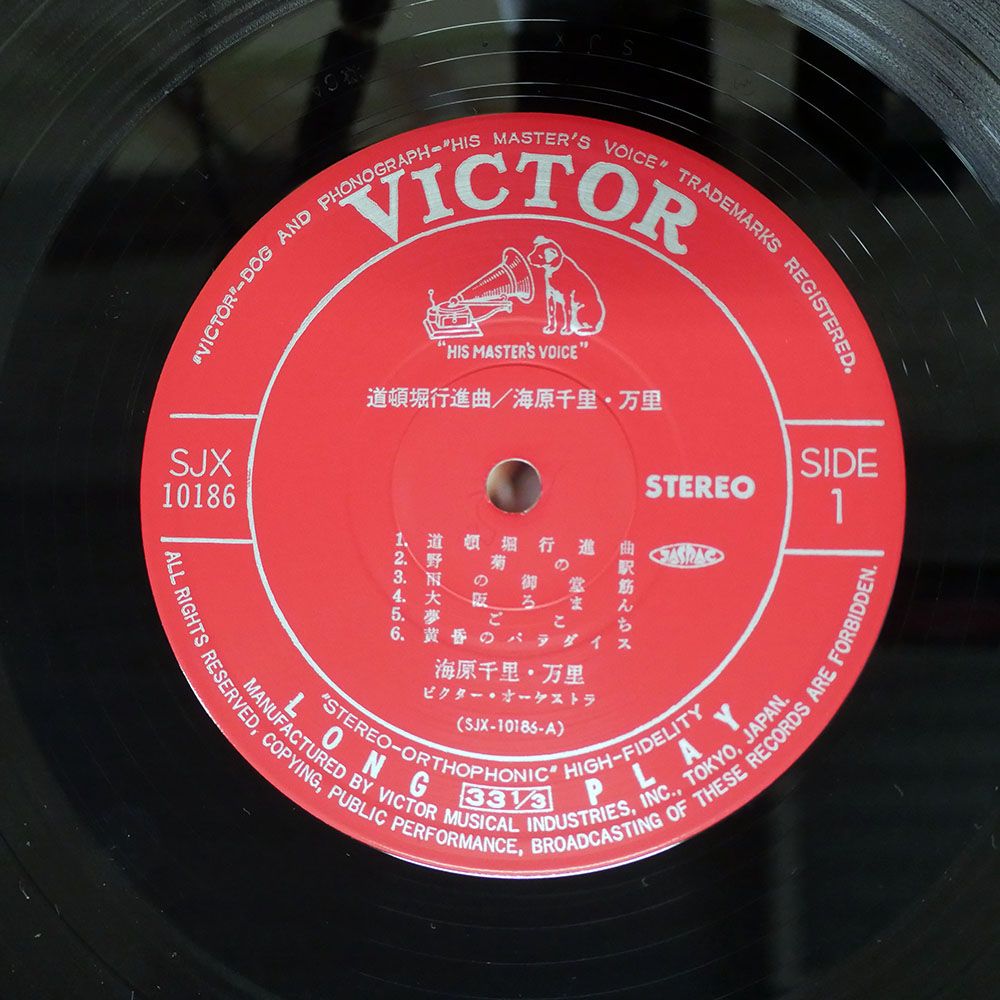 "VICTOR"–DOG AND PHONOGRAPH–"HIS MASTER'S VOICE" TRADEMARKS REGISTERED.
VICTOR
"HIS MASTER'S VOICE"
道頓堀行進曲／海原千里・万里
SJX
10186
STEREO
SIDE
1
JASRAC
1. 道頓堀行進曲
2. 野菊の駅
3. 雨の御堂筋
4. 大阪ろまん
5. 夢ごこち
6. 黄昏のパラダイス
海原千里・万里
ビクター・オーケストラ
(SJX-10186-A)
"STEREO-ORTHOPHONIC" HIGH-FIDELITY
LONG 33 1/3 PLAY
MANUFACTURED BY VICTOR MUSICAL INDUSTRIES, INC., TOKYO, JAPAN.
ALL RIGHTS RESERVED, COPYING, PUBLIC PERFORMANCE, BROADCASTING OF THESE RECORDS ARE FORBIDDEN.